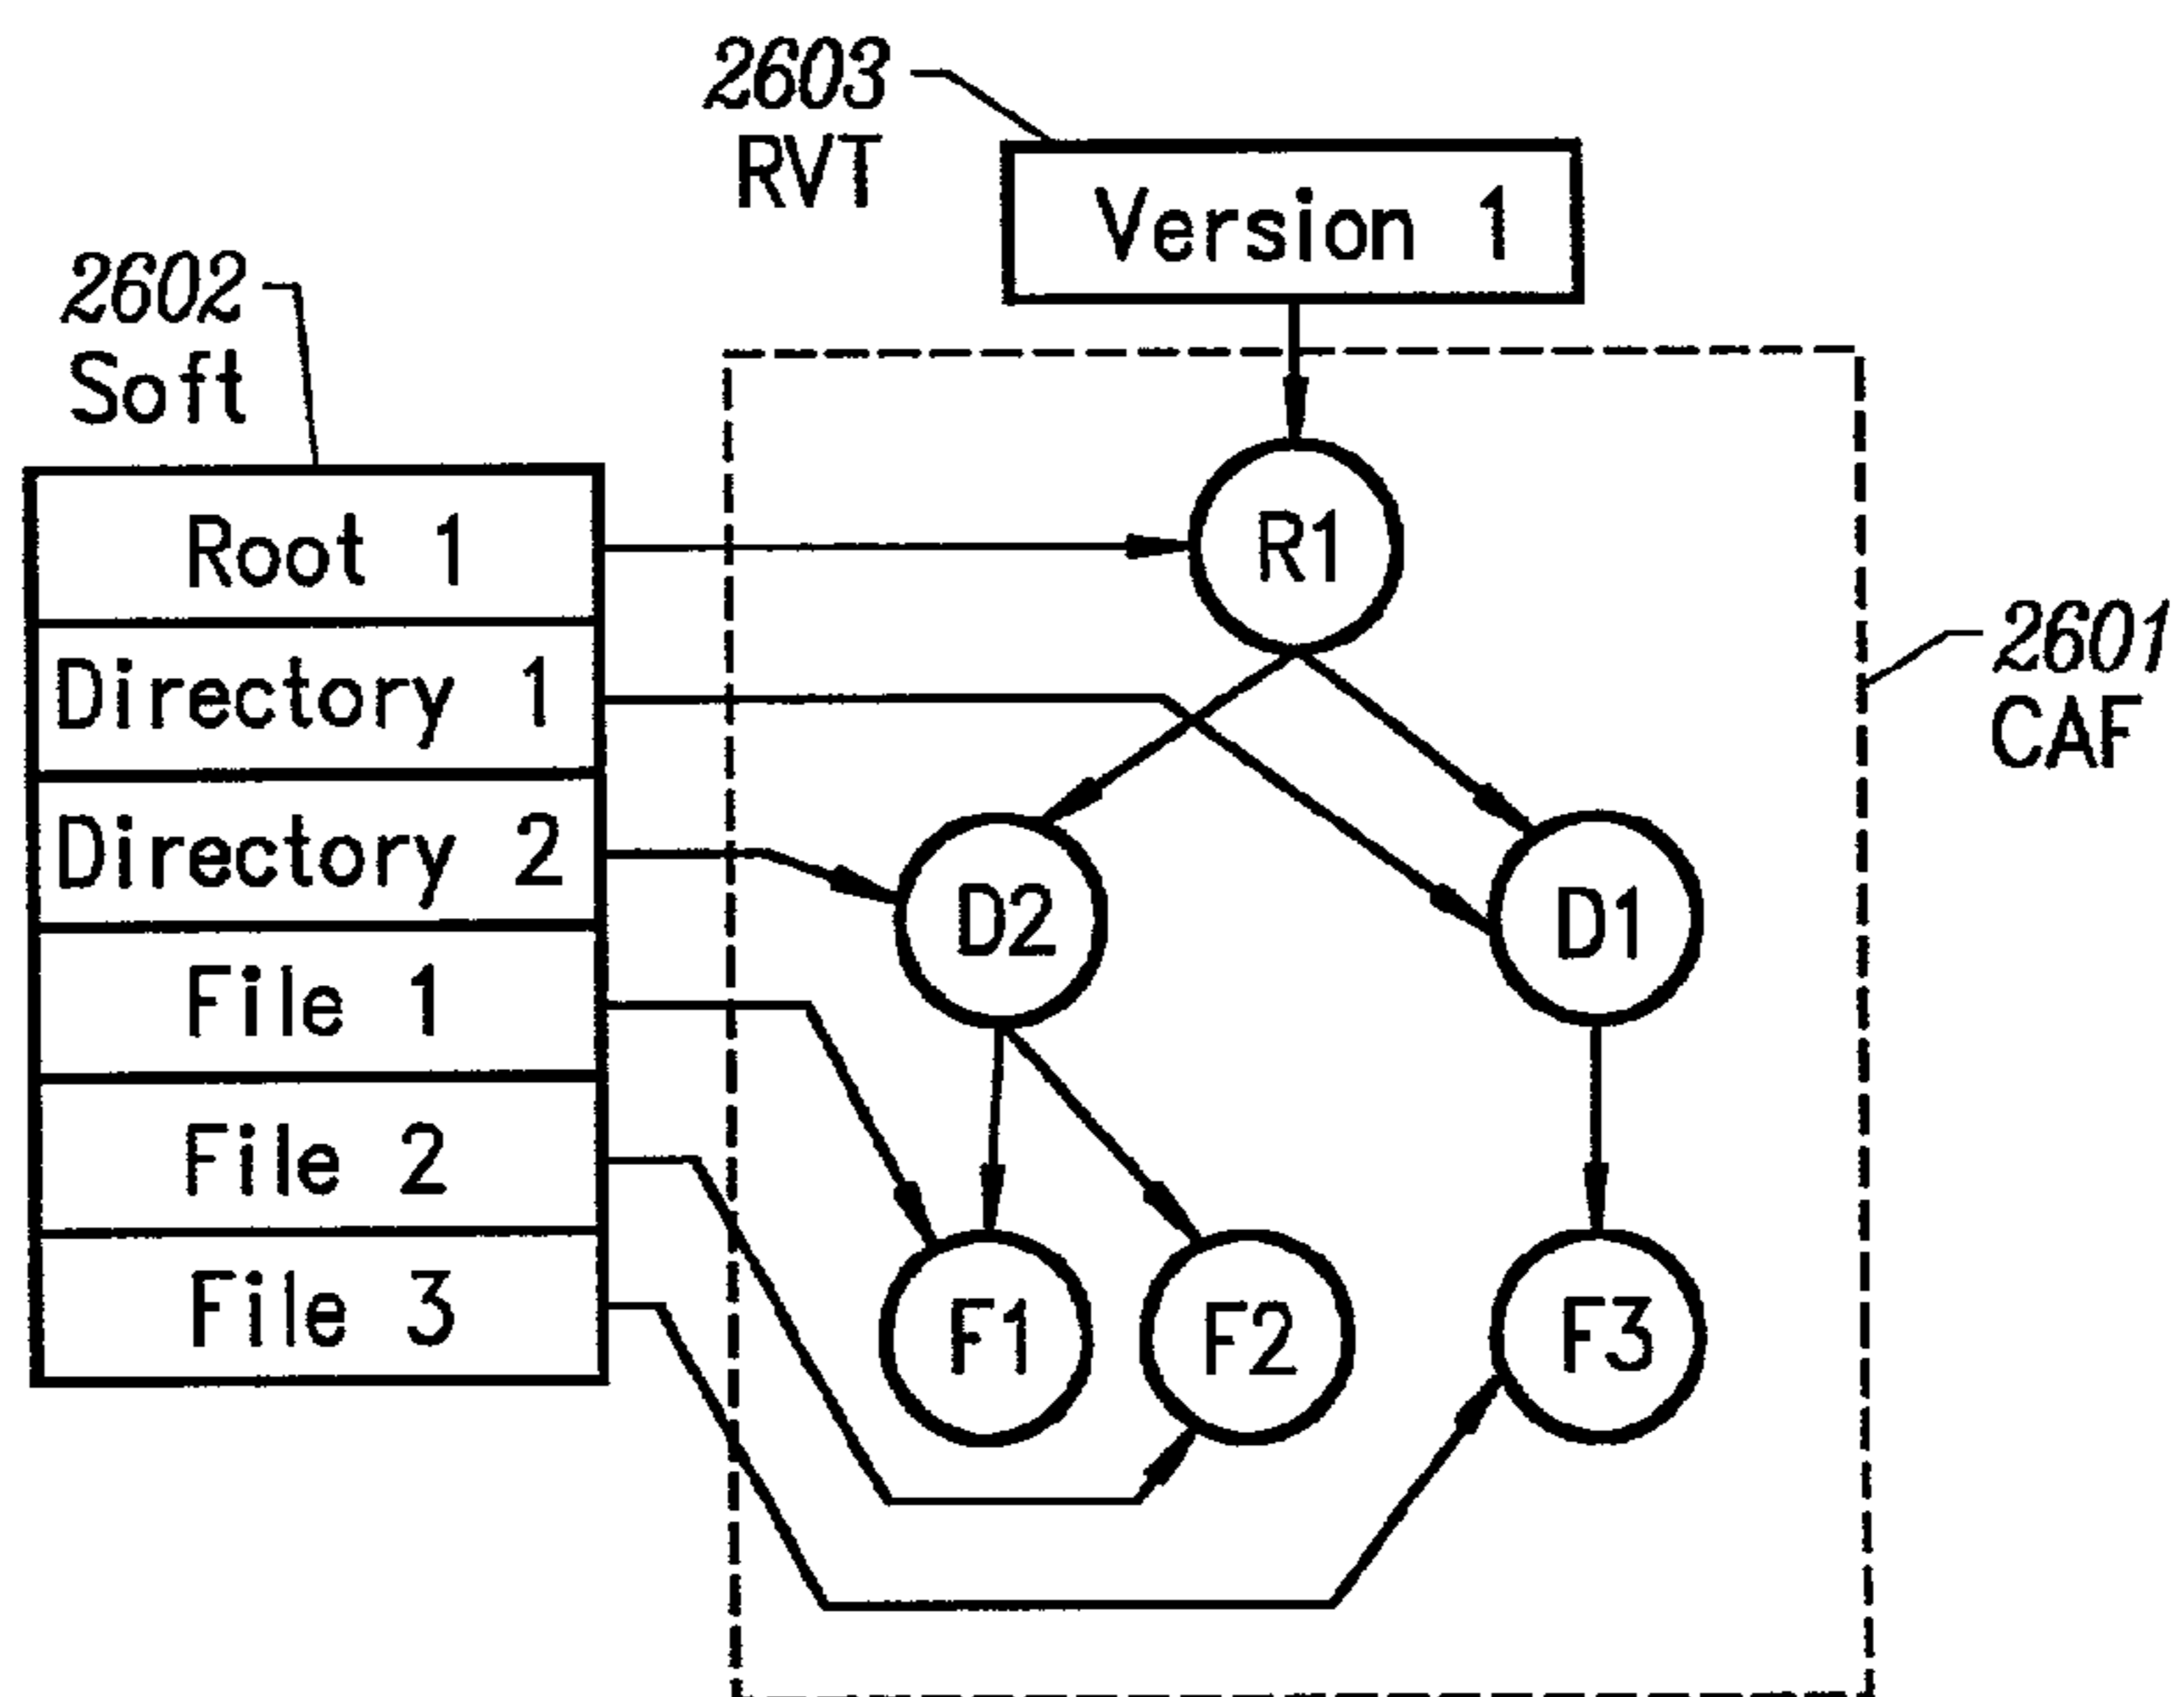 2603
RVT
Version 1
2602
Soft
Root 1
Directory 1
Directory 2
File 1
File 2
File 3
R1
D2
D1
F1
F2
F3
2601
CAF